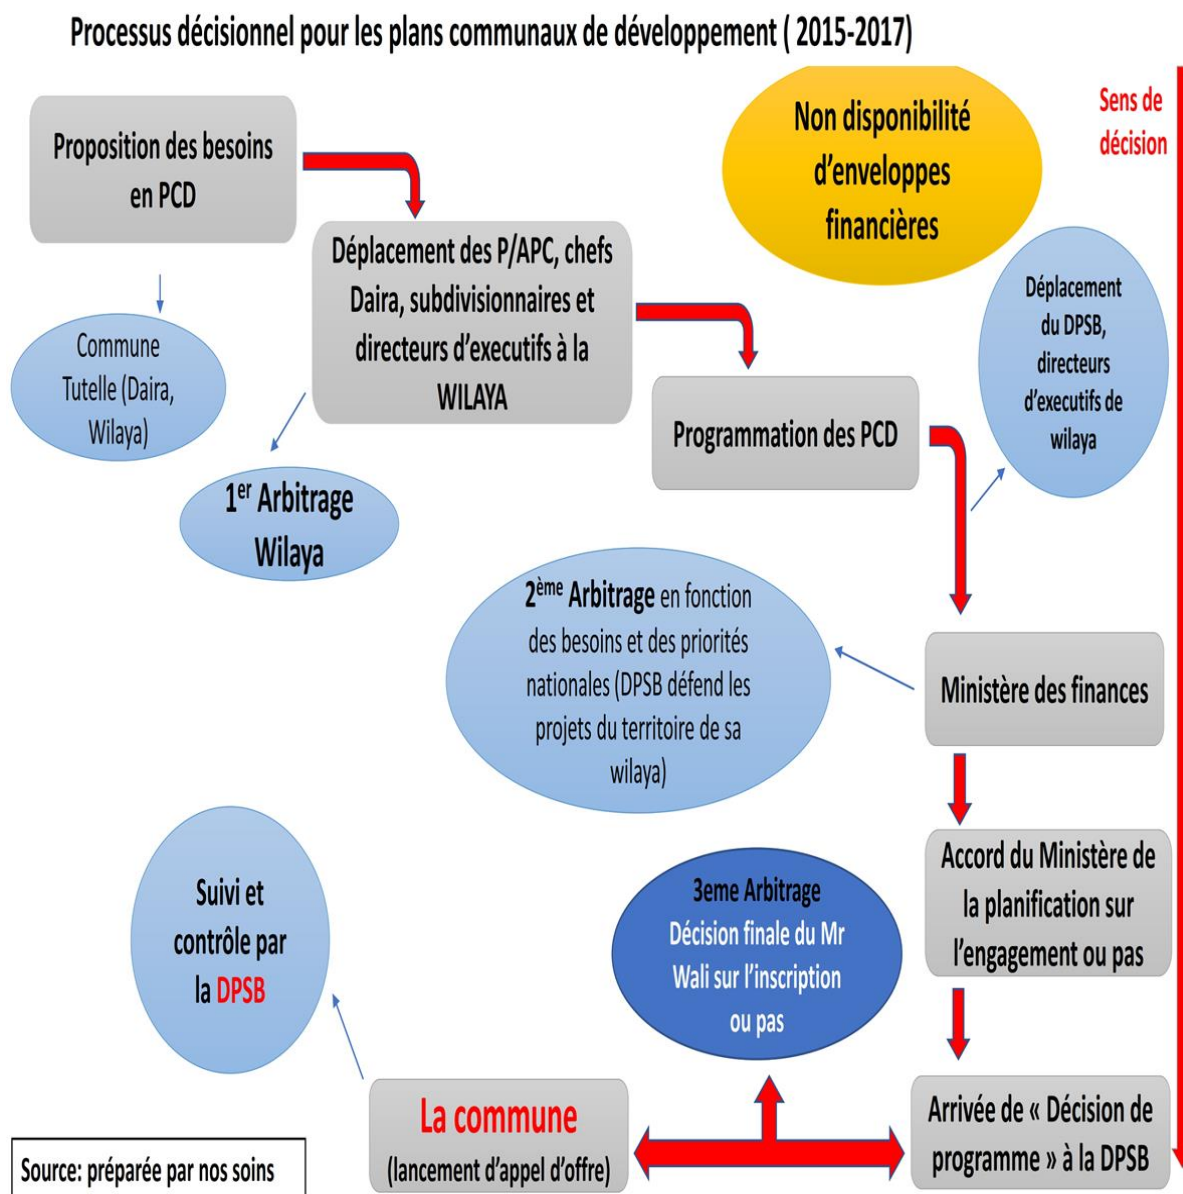 Processus décisionnel pour les plans communaux de développement ( 2015-2017)
Sens de
décision
Proposition des besoins
en PCD
Non disponibilité
d’enveloppes
financières
Déplacement des P/APC, chefs
Daira, subdivisionnaires et
directeurs d’executifs à la
WILAYA
Commune
Tutelle (Daira,
Wilaya)
Déplacement
du DPSB,
directeurs
d’executifs de
wilaya
Programmation des PCD
1er Arbitrage
Wilaya
2ème Arbitrage en fonction
des besoins et des priorités
nationales (DPSB défend les
projets du territoire de sa
wilaya)
Ministère des finances
Accord du Ministère de
la planification sur
l’engagement ou pas
3eme Arbitrage
Décision finale du Mr
Wali sur l’inscription
ou pas
Suivi et
contrôle par
la DPSB
La commune
(lancement d’appel d’offre)
Arrivée de « Décision de
programme » à la DPSB
Source: préparée par nos soins